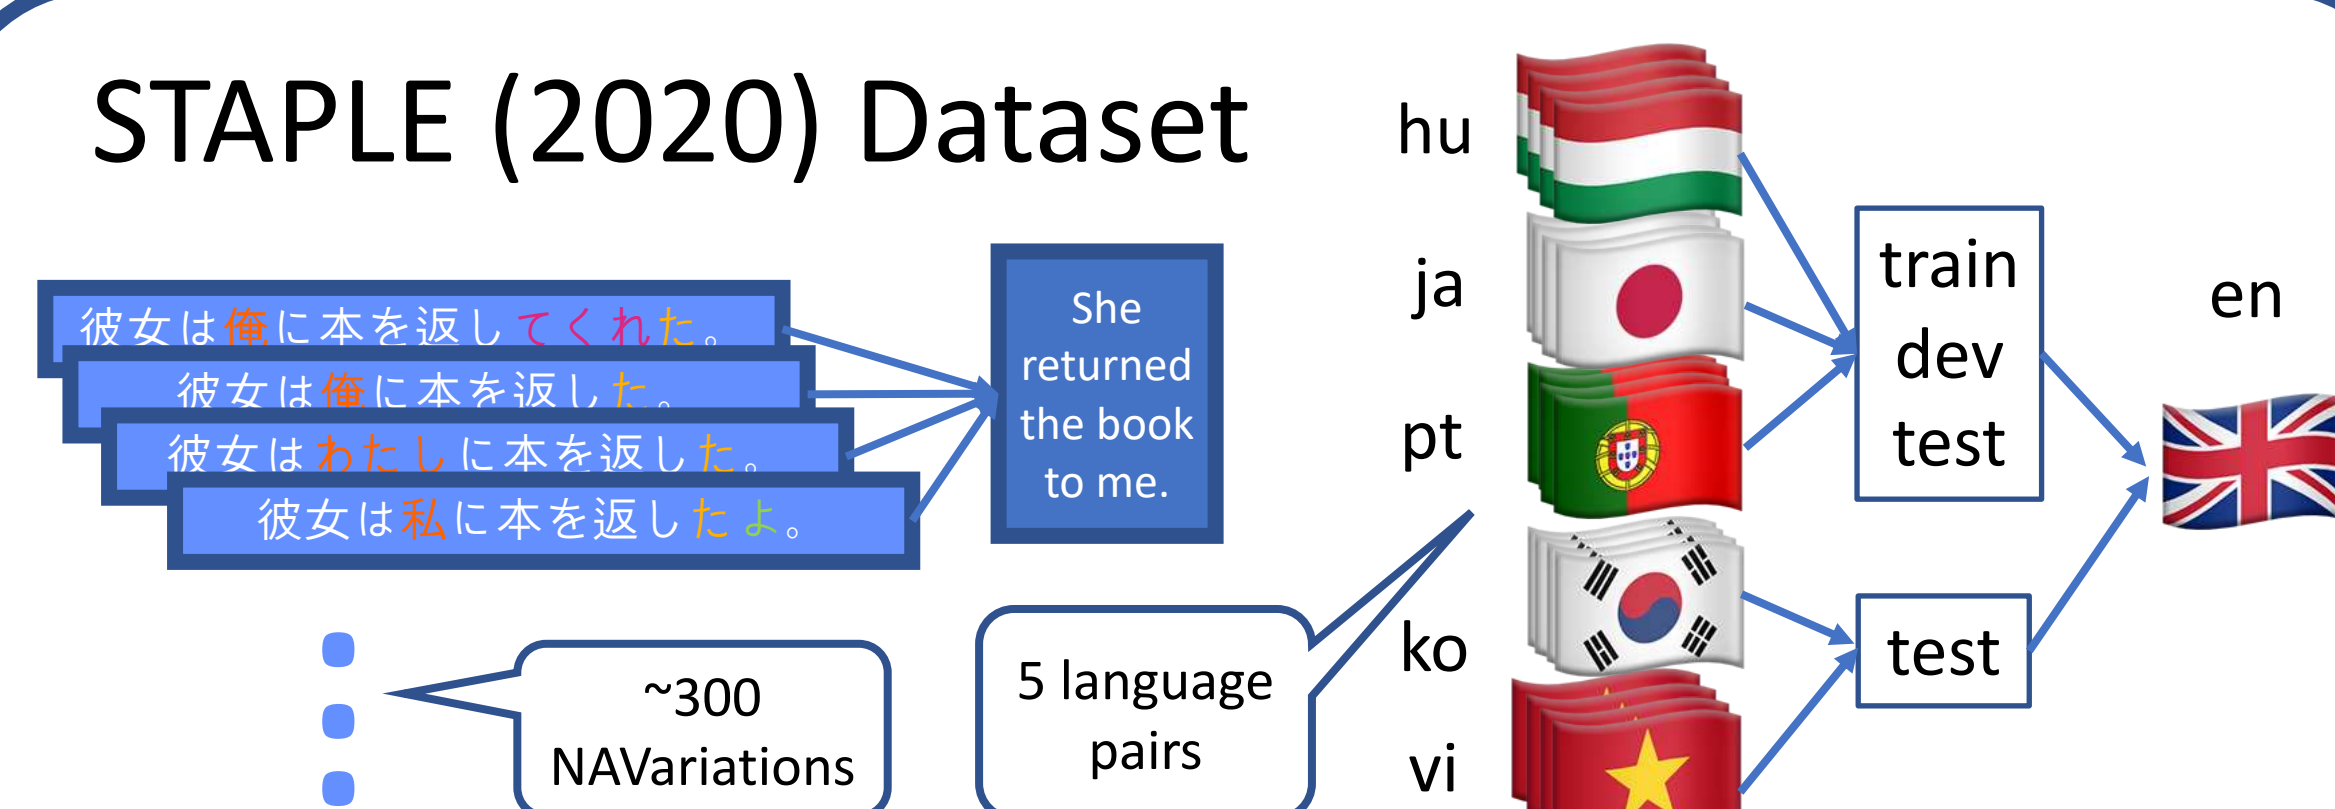 STAPLE (2020) Dataset
彼女は俺に本を返してくれた。
彼女は俺に本を返した。
彼女はわたしに本を返した。
彼女は私に本を返したよ。
She
returned
the book
to me.
~300
NAVariations
5 language
pairs
hu
ja
pt
ko
vi
train
dev
test
test
en